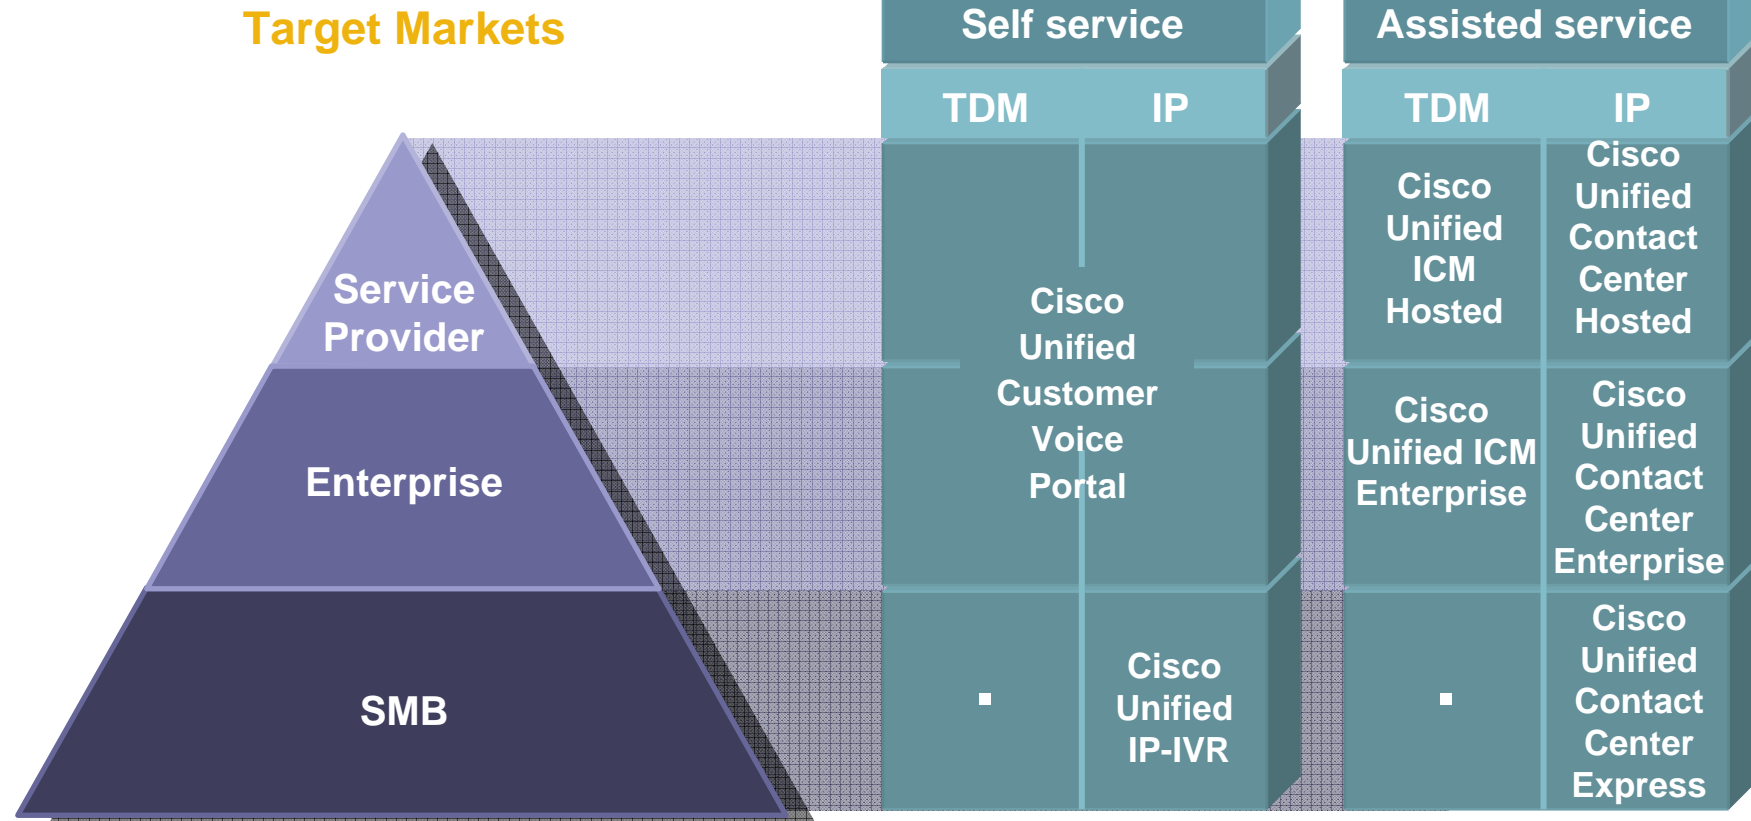 Target Markets
Self service
Assisted service
TDM
IP
TDM
IP
Service
Provider
Cisco
Unified
Customer
Voice
Portal
Cisco
Unified
ICM
Hosted
Cisco
Unified
Contact
Center
Hosted
Enterprise
Cisco
Unified ICM
Enterprise
Cisco
Unified
Contact
Center
Enterprise
SMB
▪
Cisco
Unified
IP-IVR
▪
Cisco
Unified
Contact
Center
Express